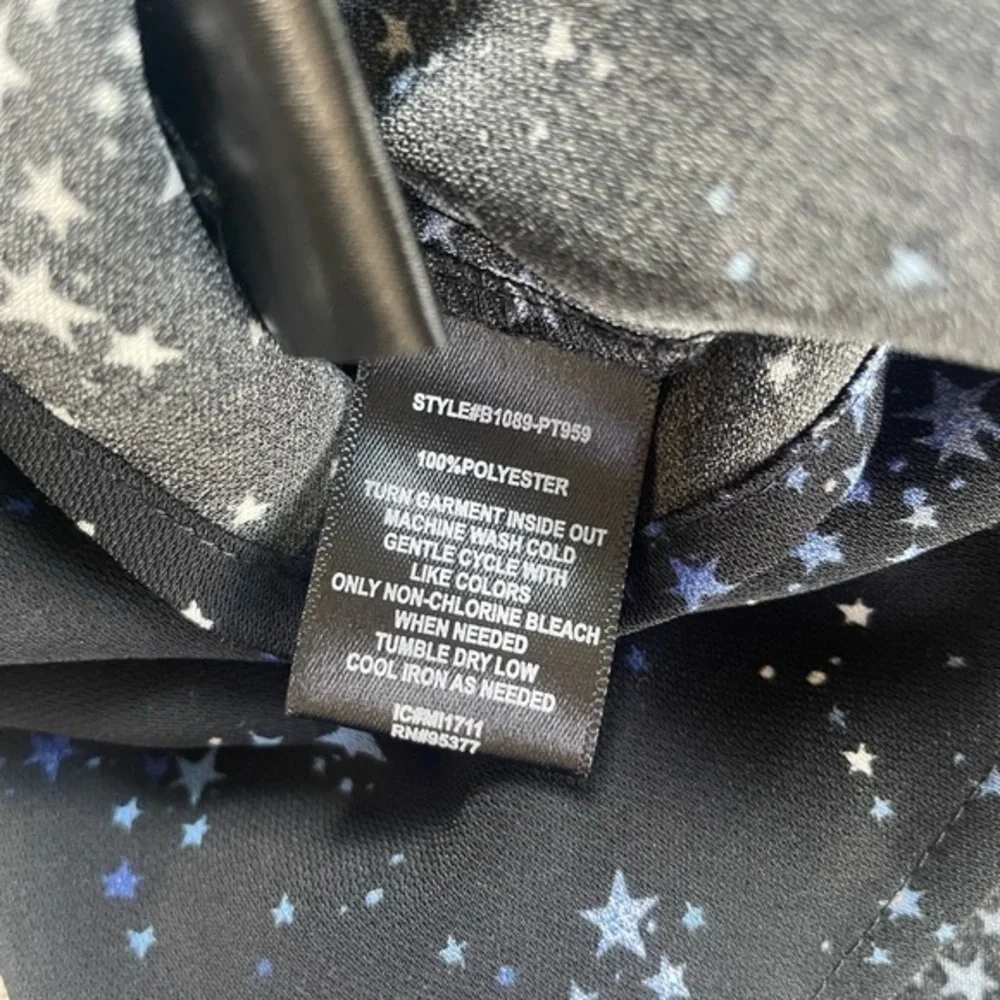 STYLE#B1089-PT959
100%POLYESTER
TURN GARMENT INSIDE OUT
MACHINE WASH COLD
GENTLE CYCLE WITH
LIKE COLORS
ONLY NON-CHLORINE BLEACH
WHEN NEEDED
TUMBLE DRY LOW
COOL IRON AS NEEDED
IC#MI1711
RN#95377